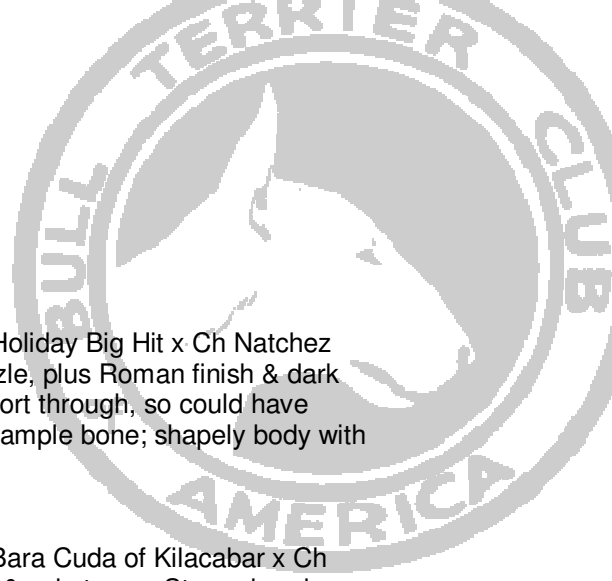 BULL TERRIER CLUB
AMERICA
Holiday Big Hit x Ch Natchez
zle, plus Roman finish & dark
ort through, so could have
ample bone; shapely body with
Bara Cuda of Kilacabar x Ch